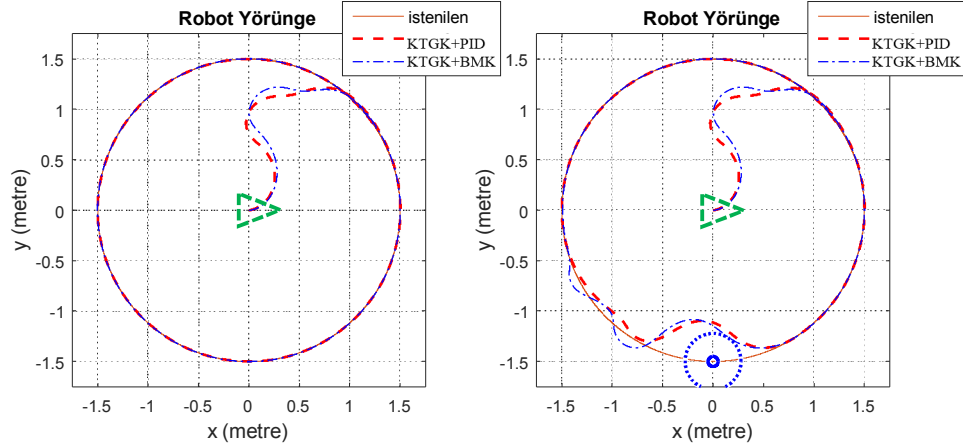 Robot Yörünge
istenilen
KTGK+PID
KTGK+BMK
1.5
1
0.5
0
-0.5
-1
-1.5
y (metre)
-1.5 -1 -0.5 0 0.5 1 1.5
x (metre)
Robot Yörünge
istenilen
KTGK+PID
KTGK+BMK
1.5
1
0.5
0
-0.5
-1
-1.5
y (metre)
-1.5 -1 -0.5 0 0.5 1 1.5
x (metre)